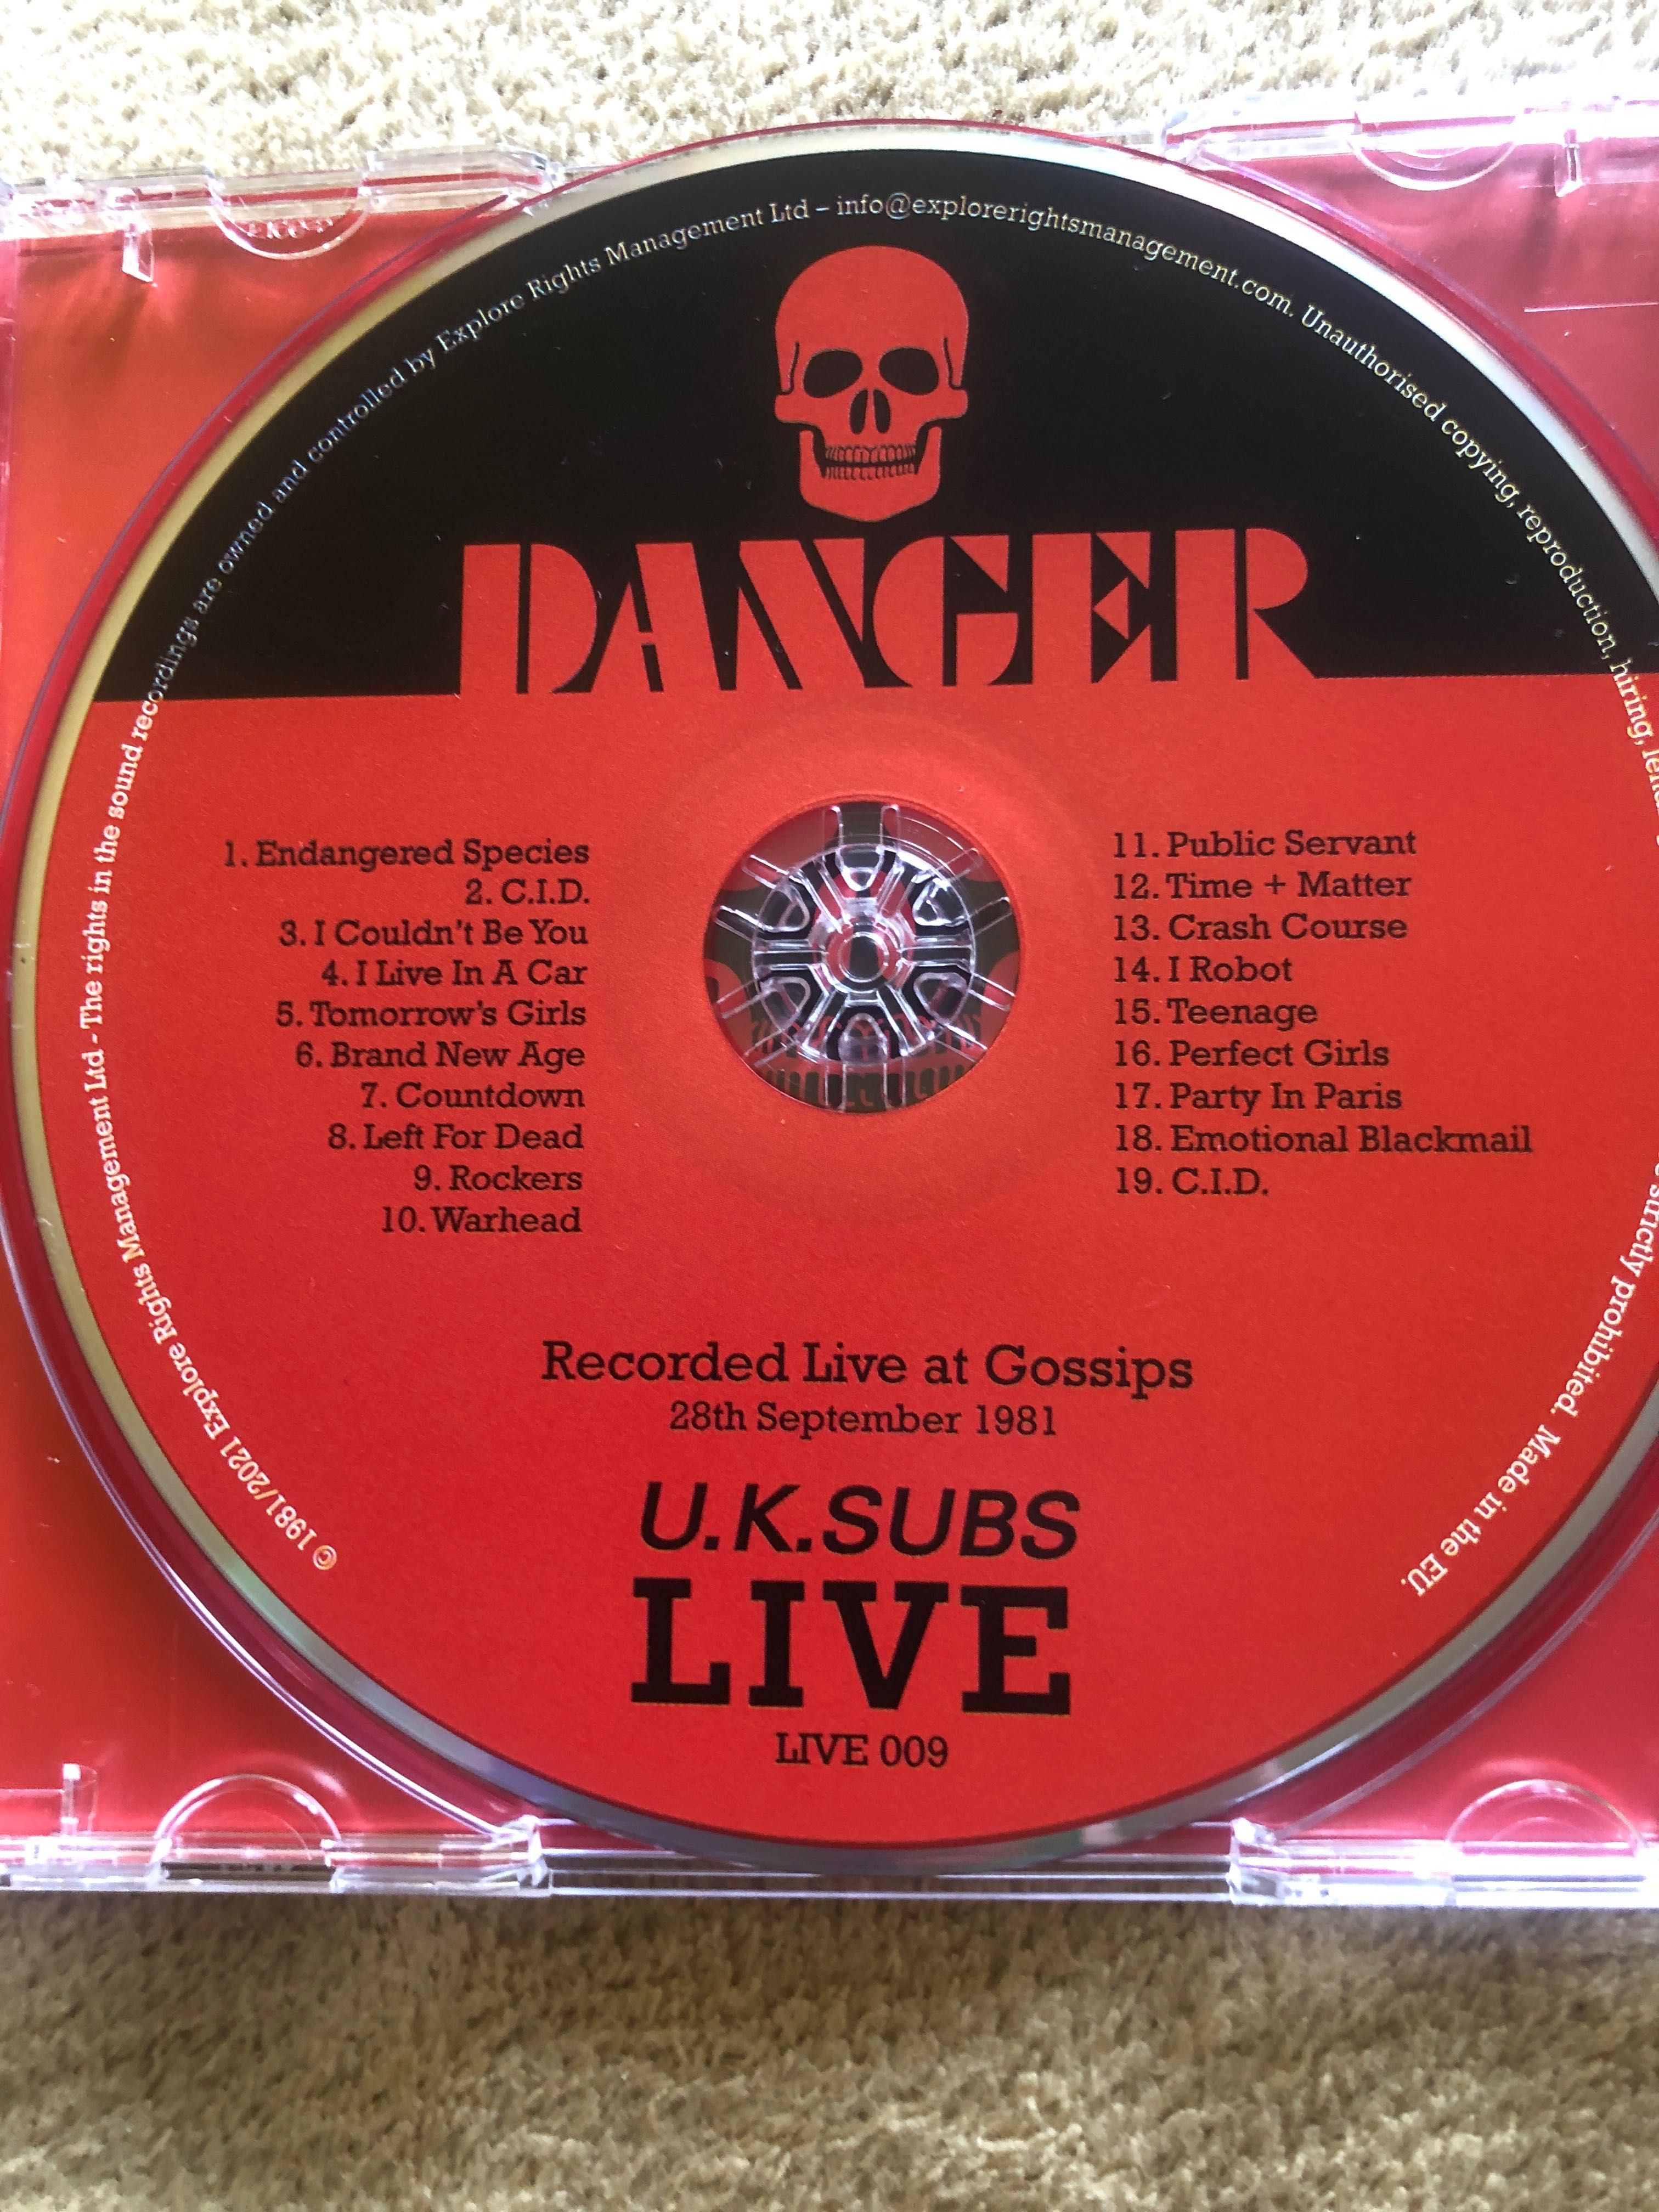 © 1981/2021 Explore Rights Management Ltd - The rights in the sound recordings are owned and controlled by Explore Rights Management Ltd – info@explorerightsmanagement.com. Unauthorised copying, reproduction, hiring, strictly prohibited. Made in the EU.
DANGER
1. Endangered Species
2. C.I.D.
3. I Couldn't Be You
4. I Live In A Car
5. Tomorrow's Girls
6. Brand New Age
7. Countdown
8. Left For Dead
9. Rockers
10. Warhead
11. Public Servant
12. Time + Matter
13. Crash Course
14. I Robot
15. Teenage
16. Perfect Girls
17. Party In Paris
18. Emotional Blackmail
19. C.I.D.
Recorded Live at Gossips
28th September 1981
U.K.SUBS
LIVE
LIVE 009